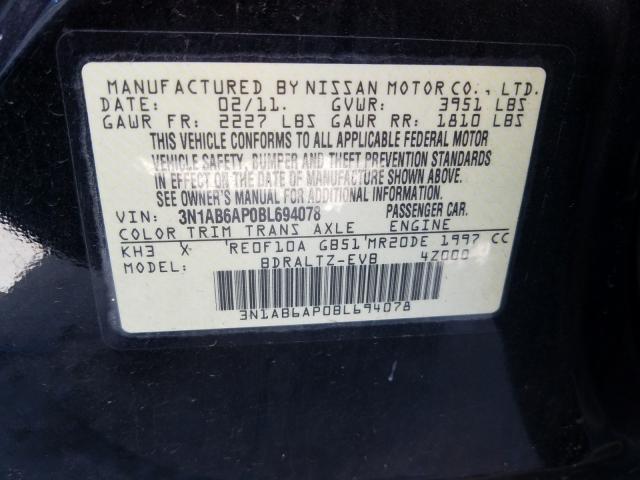 MANUFACTURED BY NISSAN MOTOR CO., LTD.
DATE: 02/11. GVWR: 3951 LBS
GAWR FR: 2227 LBS GAWR RR: 1810 LBS
THIS VEHICLE CONFORMS TO ALL APPLICABLE FEDERAL MOTOR
VEHICLE SAFETY, BUMPER AND THEFT PREVENTION STANDARDS
IN EFFECT ON THE DATE OF MANUFACTURE SHOWN ABOVE.
SEE OWNER'S MANUAL FOR ADDITIONAL INFORMATION.
VIN: 3N1AB6AP0BL694078 PASSENGER CAR.
COLOR TRIM TRANS AXLE ENGINE
KH3 X RE0F10A GB51 MR20DE 1997 CC
MODEL: BDRALTZ-EVB 4Z000
3N1AB6AP0BL694078